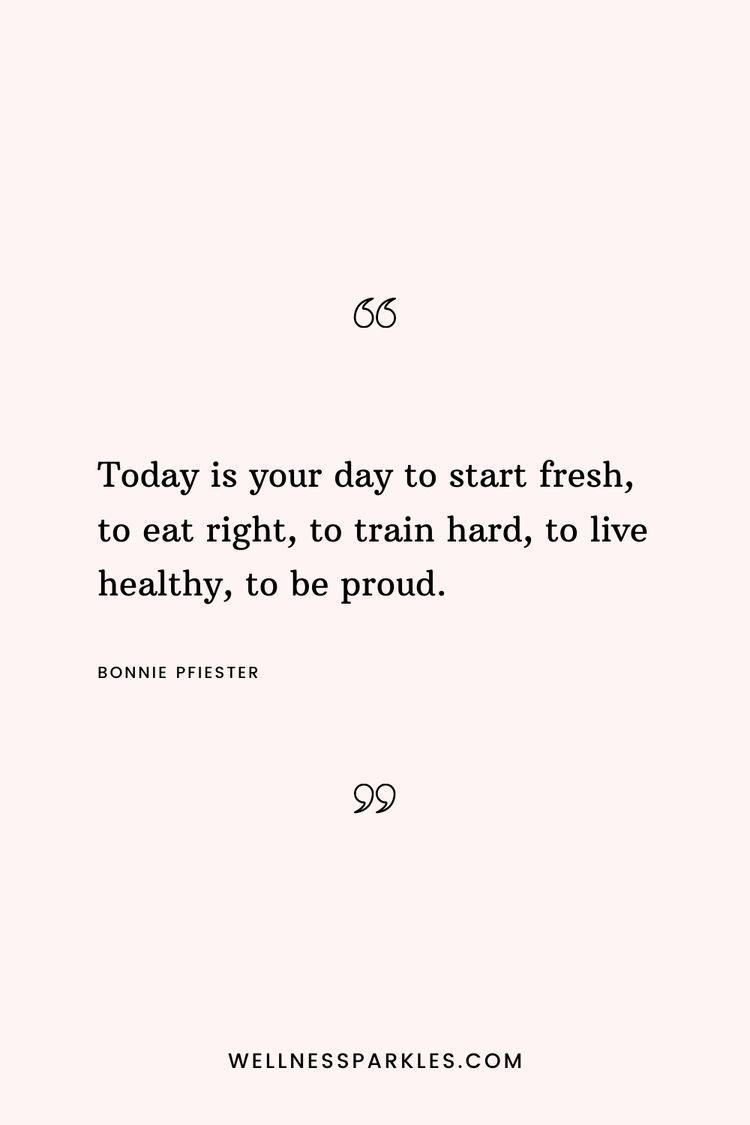 “
Today is your day to start fresh,
to eat right, to train hard, to live
healthy, to be proud.
BONNIE PFIESTER
”
WELLNESSPARKLES.COM